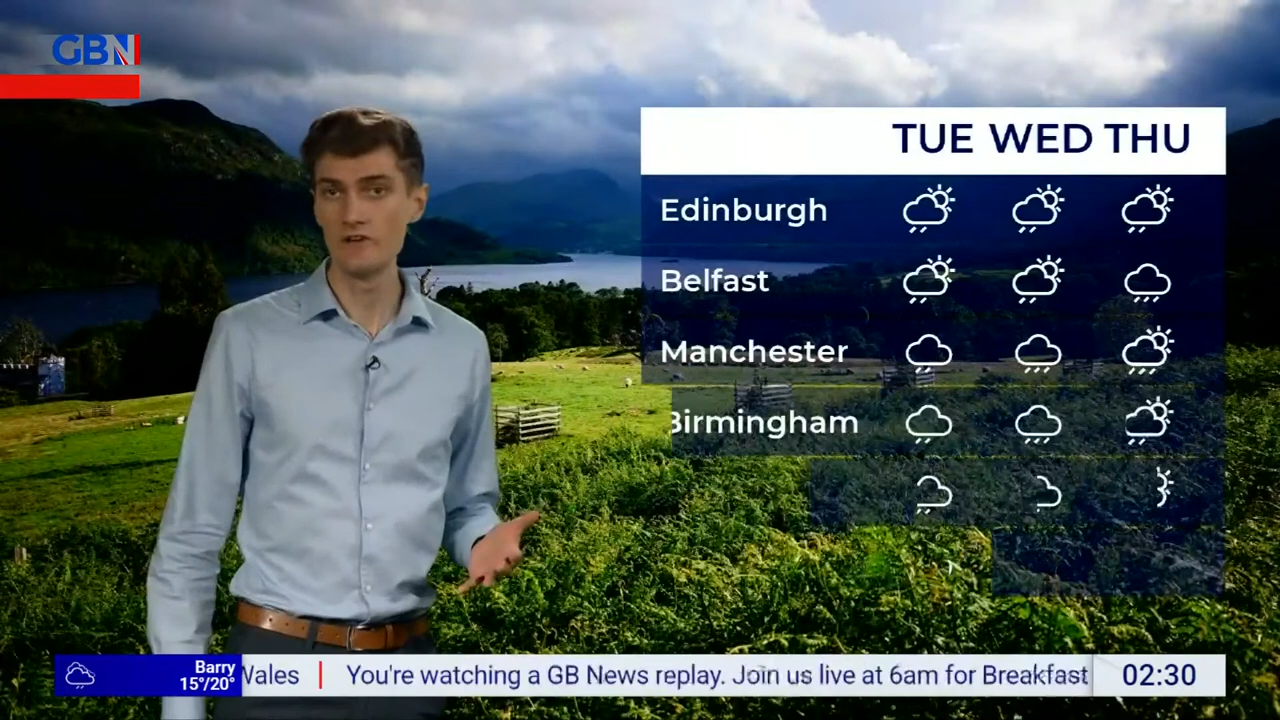 GBN
TUE WED THU
Edinburgh
Belfast
Manchester
Birmingham
Barry
15°/20°
Wales | You're watching a GB News replay. Join us live at 6am for Breakfast
02:30